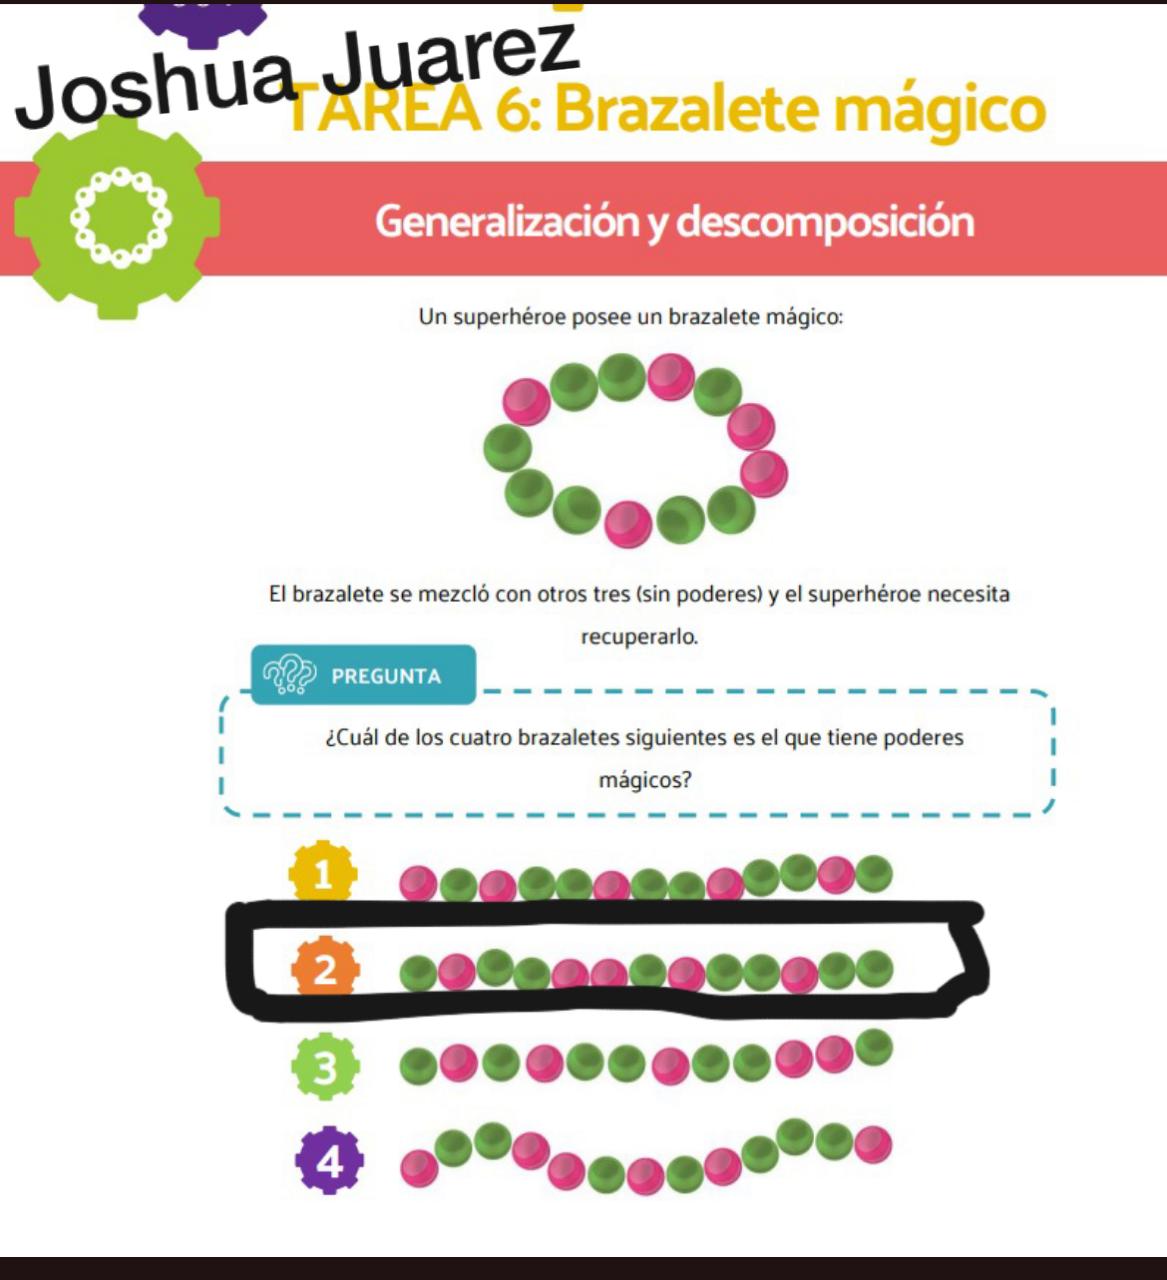 Joshua Juarez
TAREA 6: Brazalete mágico
Generalización y descomposición
Un superhéroe posee un brazalete mágico:
El brazalete se mezcló con otros tres (sin poderes) y el superhéroe necesita
recuperarlo.
PREGUNTA
¿Cuál de los cuatro brazaletes siguientes es el que tiene poderes
mágicos?
1
2
3
4